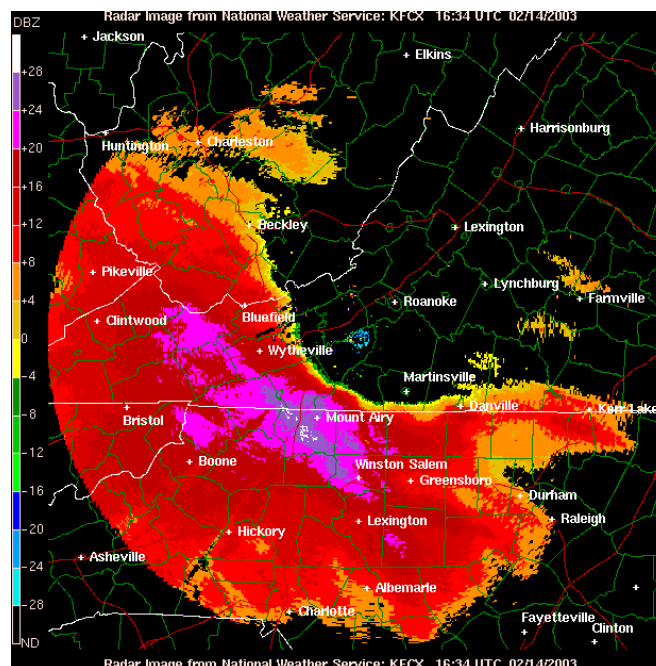 DBZ
Radar Image from National Weather Service: KFCX 16:34 UTC 02/14/2003
Jackson
Elkins
+28
+24
Harrisonburg
Huntington
Charleston
+20
+16
Beckley
Lexington
+12
Pikeville
+8
Lynchburg
Roanoke
Farmville
+4
Bluefield
Clintwood
0
Wytheville
-4
Martinsville
Danville
Kerr Lake
-8
Bristol
Mount Airy
-12
Boone
Winston Salem
Greensboro
-16
Durham
Lexington
Raleigh
-20
Hickory
Asheville
-24
Albemarle
-28
Charlotte
Fayetteville
Clinton
ND
Radar Image from National Weather Service: KFCX 16:34 UTC 02/14/2003